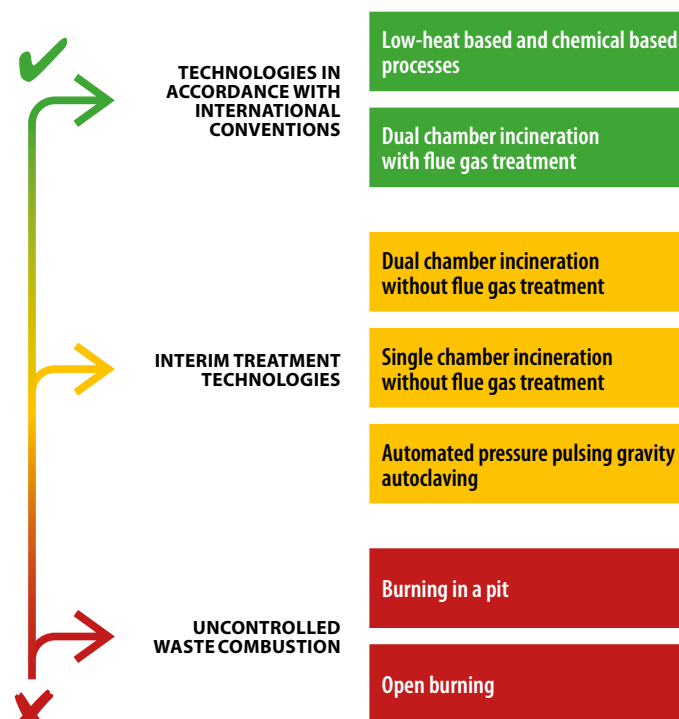 TECHNOLOGIES IN
ACCORDANCE WITH
INTERNATIONAL
CONVENTIONS
Low-heat based and chemical based
processes
Dual chamber incineration
with flue gas treatment
INTERIM TREATMENT
TECHNOLOGIES
Dual chamber incineration
without flue gas treatment
Single chamber incineration
without flue gas treatment
Automated pressure pulsing gravity
autoclaving
UNCONTROLLED
WASTE COMBUSTION
Burning in a pit
Open burning